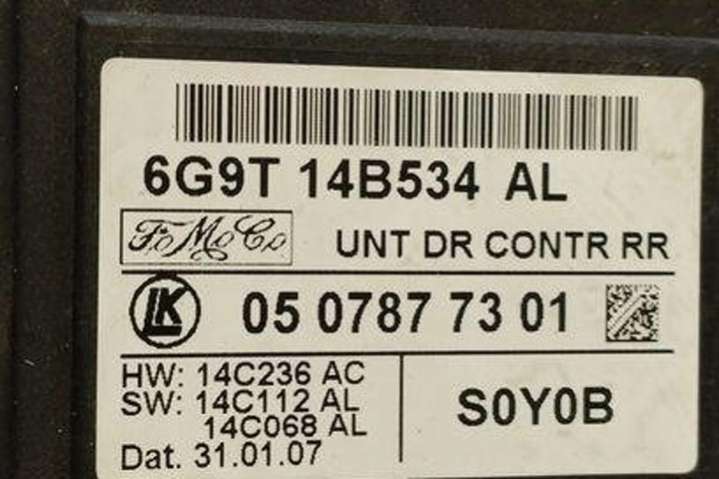 6G9T 14B534 AL
FoMoCo
UNT DR CONTR RR
LK
05 0787 73 01
HW: 14C236 AC
SW: 14C112 AL
14C068 AL
Dat. 31.01.07
S0Y0B